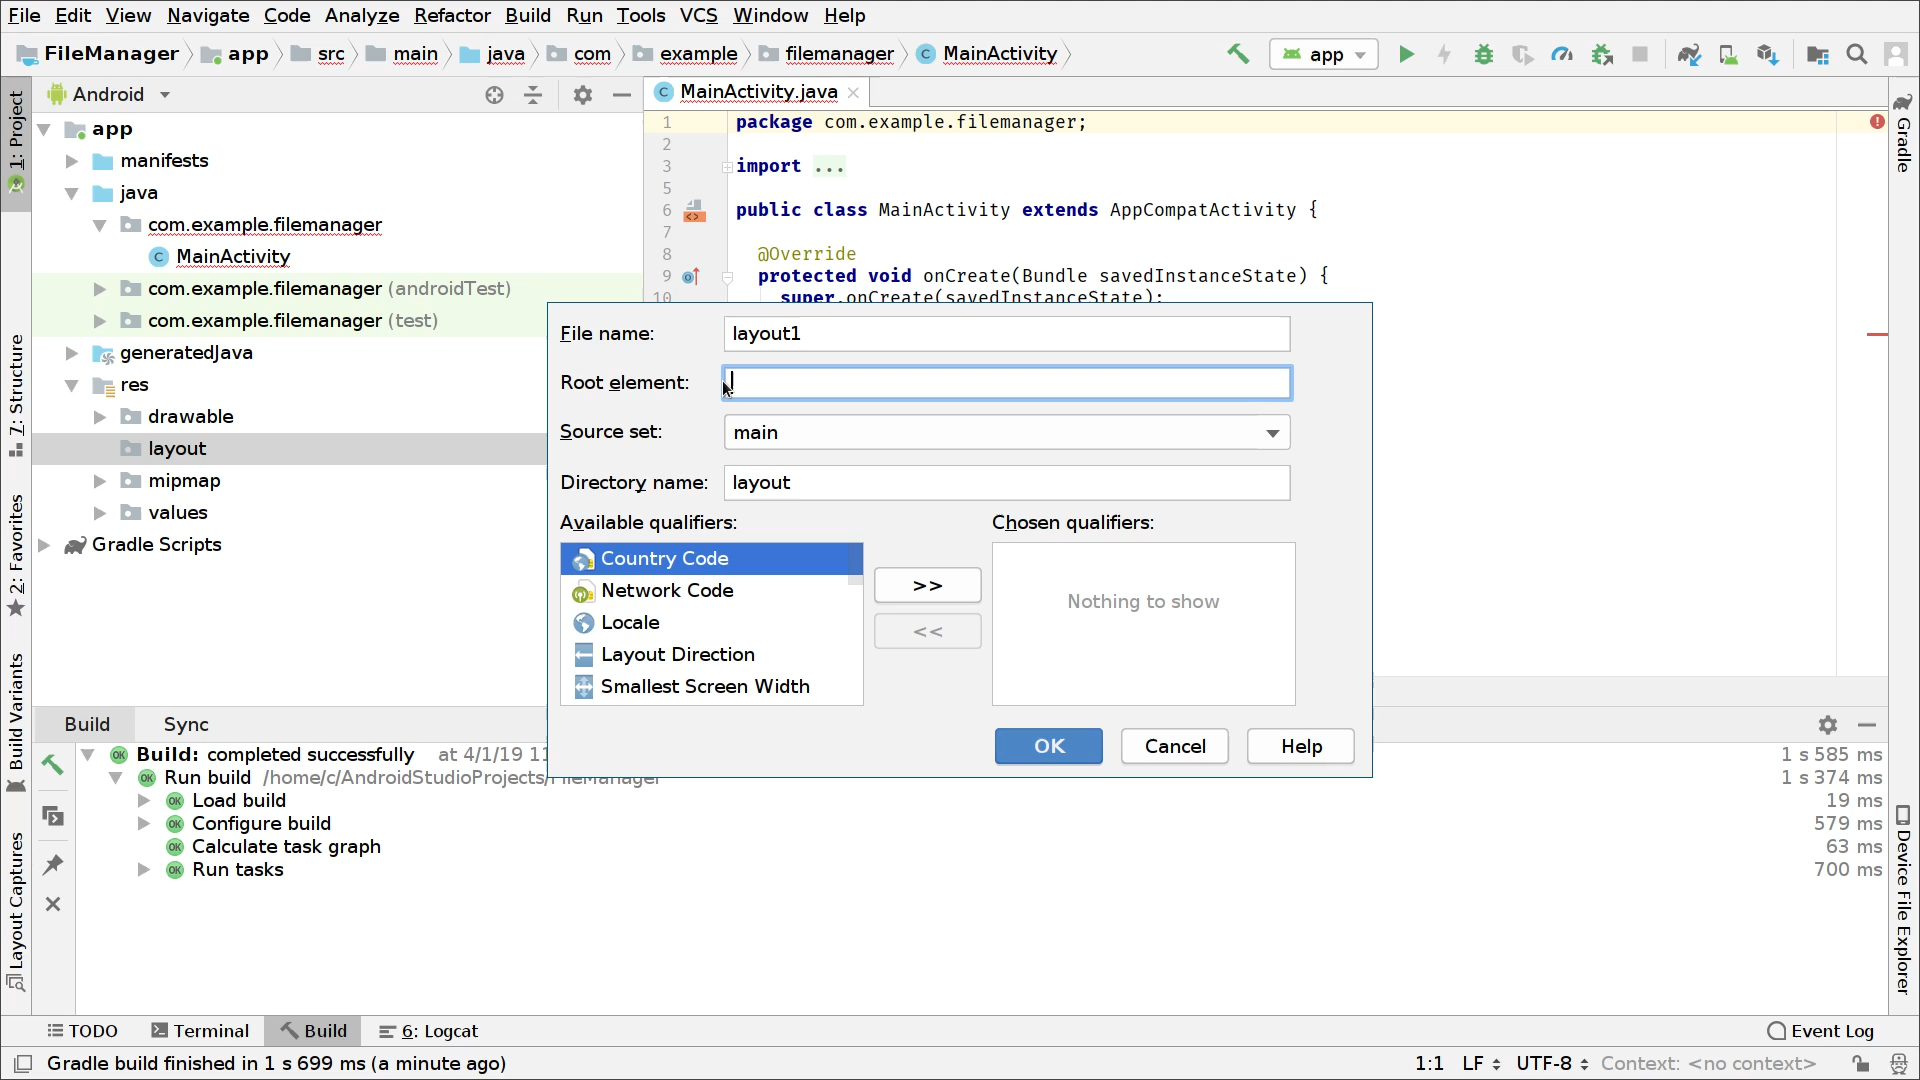 File Edit View Navigate Code Analyze Refactor Build Run Tools VCS Window Help
FileManager app src main java com example filemanager MainActivity
app
Android
MainActivity.java
1: Project
7: Structure
2: Favorites
Build Variants
Layout Captures
app
manifests
java
com.example.filemanager
MainActivity
com.example.filemanager (androidTest)
com.example.filemanager (test)
generatedJava
res
drawable
layout
mipmap
values
Gradle Scripts
1 package com.example.filemanager;
2
3 import ...
5
6 public class MainActivity extends AppCompatActivity {
7
8 @Override
9 protected void onCreate(Bundle savedInstanceState) {
10 super.onCreate(savedInstanceState);
Gradle
Device File Explorer
File name: layout1
Root element:
Source set: main
Directory name: layout
Available qualifiers: Chosen qualifiers:
Country Code
Network Code
Locale
Layout Direction
Smallest Screen Width
>>
<<
Nothing to show
OK Cancel Help
Build Sync
OK Build: completed successfully at 4/1/19 11 1 s 585 ms
OK Run build /home/c/AndroidStudioProjects/FileManager 1 s 374 ms
OK Load build 19 ms
OK Configure build 579 ms
OK Calculate task graph 63 ms
OK Run tasks 700 ms
TODO Terminal Build 6: Logcat Event Log
Gradle build finished in 1 s 699 ms (a minute ago) 1:1 LF UTF-8 Context: <no context>